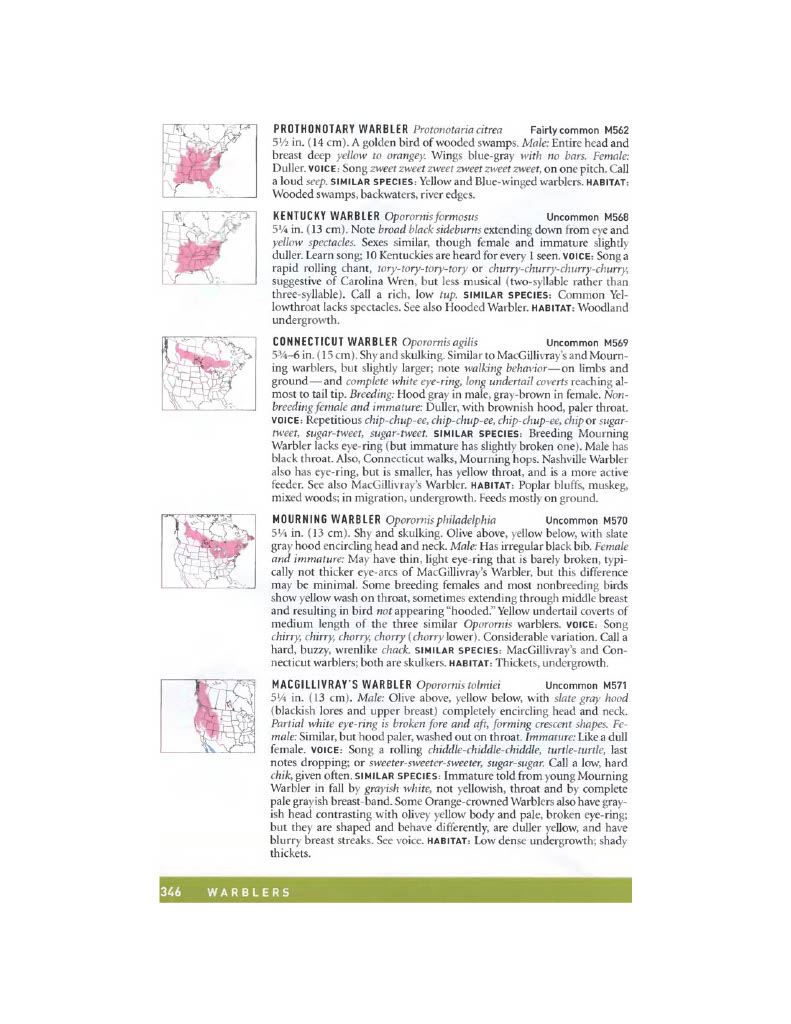 PROTHONOTARY WARBLER Protonotaria citrea Fairly common M562
5½ in. (14 cm). A golden bird of wooded swamps. Male: Entire head and
breast deep yellow to orangey. Wings blue-gray with no bars. Female:
Duller. VOICE: Song zweet zweet zweet zweet zweet zweet, on one pitch. Call
a loud seep. SIMILAR SPECIES: Yellow and Blue-winged warblers. HABITAT:
Wooded swamps, backwaters, river edges.
KENTUCKY WARBLER Oporornis formosus Uncommon M568
5¼ in. (13 cm). Note broad black sideburns extending down from eye and
yellow spectacles. Sexes similar, though female and immature slightly
duller. Learn song; 10 Kentuckies are heard for every 1 seen. VOICE: Song a
rapid rolling chant, tory-tory-tory-tory or churry-churry-churry-churry,
suggestive of Carolina Wren, but less musical (two-syllable rather than
three-syllable). Call a rich, low tup. SIMILAR SPECIES: Common Yel-
lowthroat lacks spectacles. See also Hooded Warbler. HABITAT: Woodland
undergrowth.
CONNECTICUT WARBLER Oporornis agilis Uncommon M569
5¾–6 in. (15 cm). Shy and skulking. Similar to MacGillivray's and Mourn-
ing warblers, but slightly larger; note walking behavior—on limbs and
ground—and complete white eye-ring, long undertail coverts reaching al-
most to tail tip. Breeding: Hood gray in male, gray-brown in female. Non-
breeding female and immature: Duller, with brownish hood, paler throat.
VOICE: Repetitious chip-chup-ee, chip-chup-ee, chip-chup-ee, chip or sugar-
tweet, sugar-tweet, sugar-tweet. SIMILAR SPECIES: Breeding Mourning
Warbler lacks eye-ring (but immature has slightly broken one). Male has
black throat. Also, Connecticut walks, Mourning hops. Nashville Warbler
also has eye-ring, but is smaller, has yellow throat, and is a more active
feeder. See also MacGillivray's Warbler. HABITAT: Poplar bluffs, muskeg,
mixed woods; in migration, undergrowth. Feeds mostly on ground.
MOURNING WARBLER Oporornis philadelphia Uncommon M570
5¼ in. (13 cm). Shy and skulking. Olive above, yellow below, with slate
gray hood encircling head and neck. Male: Has irregular black bib. Female
and immature: May have thin, light eye-ring that is barely broken, typi-
cally not thicker eye-arcs of MacGillivray's Warbler, but this difference
may be minimal. Some breeding females and most nonbreeding birds
show yellow wash on throat, sometimes extending through middle breast
and resulting in bird not appearing "hooded." Yellow undertail coverts of
medium length of the three similar Oporornis warblers. VOICE: Song
chirry, chirry, chorry, chorry (chorry lower). Considerable variation. Call a
hard, buzzy, wrenlike chack. SIMILAR SPECIES: MacGillivray's and Con-
necticut warblers; both are skulkers. HABITAT: Thickets, undergrowth.
MACGILLIVRAY'S WARBLER Oporornis tolmiei Uncommon M571
5¼ in. (13 cm). Male: Olive above, yellow below, with slate gray hood
(blackish lores and upper breast) completely encircling head and neck.
Partial white eye-ring is broken fore and aft, forming crescent shapes. Fe-
male: Similar, but hood paler, washed out on throat. Immature: Like a dull
female. VOICE: Song a rolling chiddle-chiddle-chiddle, turtle-turtle, last
notes dropping; or sweeter-sweeter-sweeter, sugar-sugar. Call a low, hard
chik, given often. SIMILAR SPECIES: Immature told from young Mourning
Warbler in fall by grayish white, not yellowish, throat and by complete
pale grayish breast-band. Some Orange-crowned Warblers also have gray-
ish head contrasting with olivey yellow body and pale, broken eye-ring;
but they are shaped and behave differently, are duller yellow, and have
blurry breast streaks. See voice. HABITAT: Low dense undergrowth; shady
thickets.
346 WARBLERS